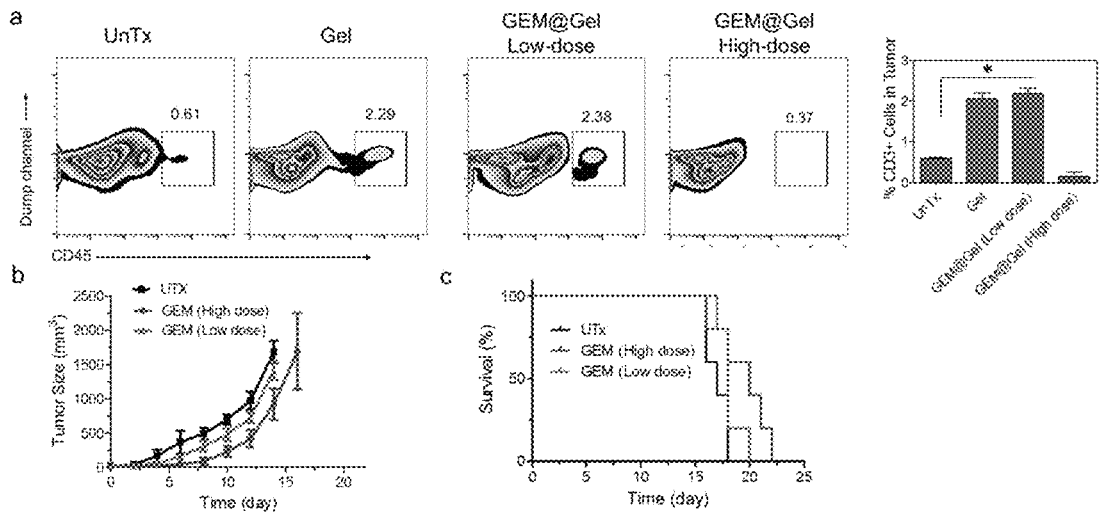 a
UnTx
Gel
GEM@Gel
Low-dose
GEM@Gel
High-dose
0.61
2.29
2.38
0.37
Dump channel
CD45
% CD3+ Cells in Tumor
3
2
1
0
*
UnTx
Gel
GEM@Gel (Low dose)
GEM@Gel (High dose)
b
UTX
GEM (High dose)
GEM (Low dose)
Tumor Size (mm³)
2500
2000
1500
1000
500
0
0
5
10
15
20
Time (day)
c
UTx
GEM (High dose)
GEM (Low dose)
Survival (%)
100
50
0
0
5
10
15
20
25
Time (day)